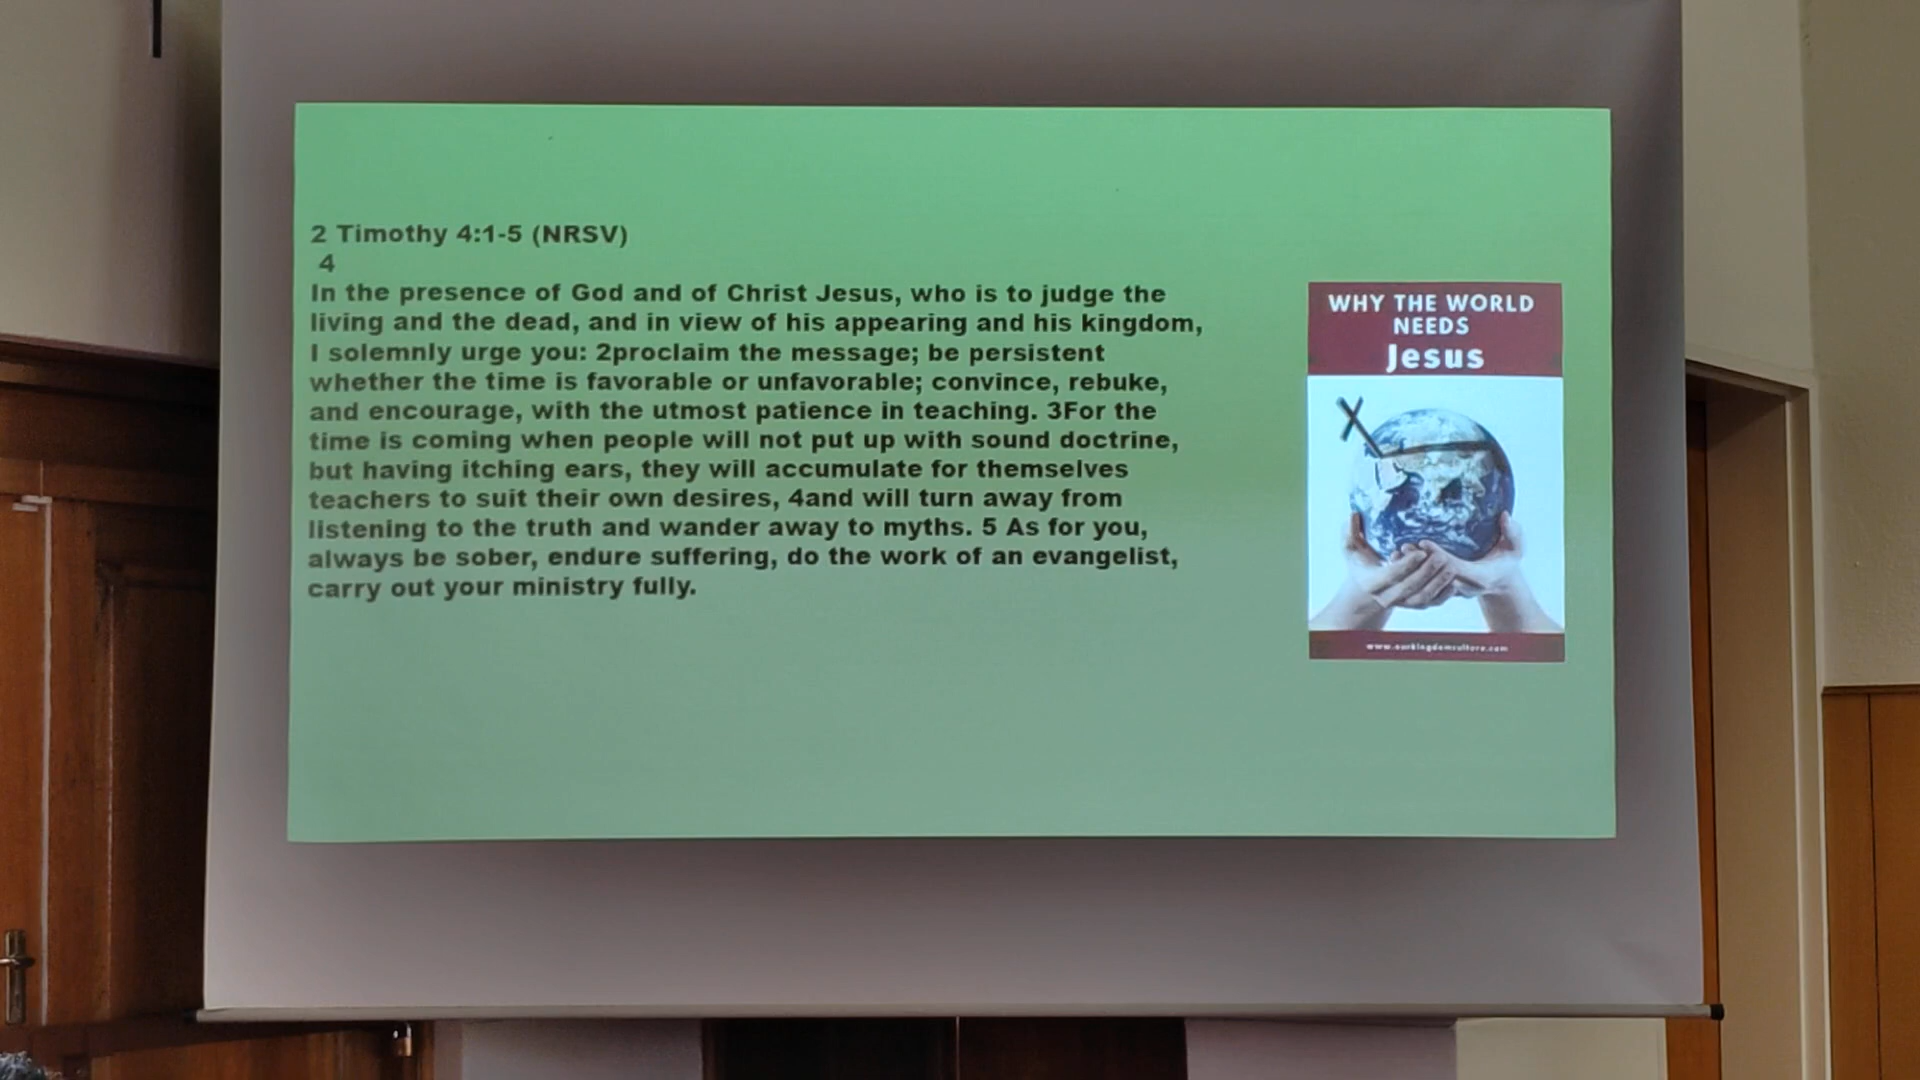 2 Timothy 4:1-5 (NRSV)
4
In the presence of God and of Christ Jesus, who is to judge the
living and the dead, and in view of his appearing and his kingdom,
I solemnly urge you: 2proclaim the message; be persistent
whether the time is favorable or unfavorable; convince, rebuke,
and encourage, with the utmost patience in teaching. 3For the
time is coming when people will not put up with sound doctrine,
but having itching ears, they will accumulate for themselves
teachers to suit their own desires, 4and will turn away from
listening to the truth and wander away to myths. 5 As for you,
always be sober, endure suffering, do the work of an evangelist,
carry out your ministry fully.
WHY THE WORLD
NEEDS
Jesus
www.ourkingdomculture.com